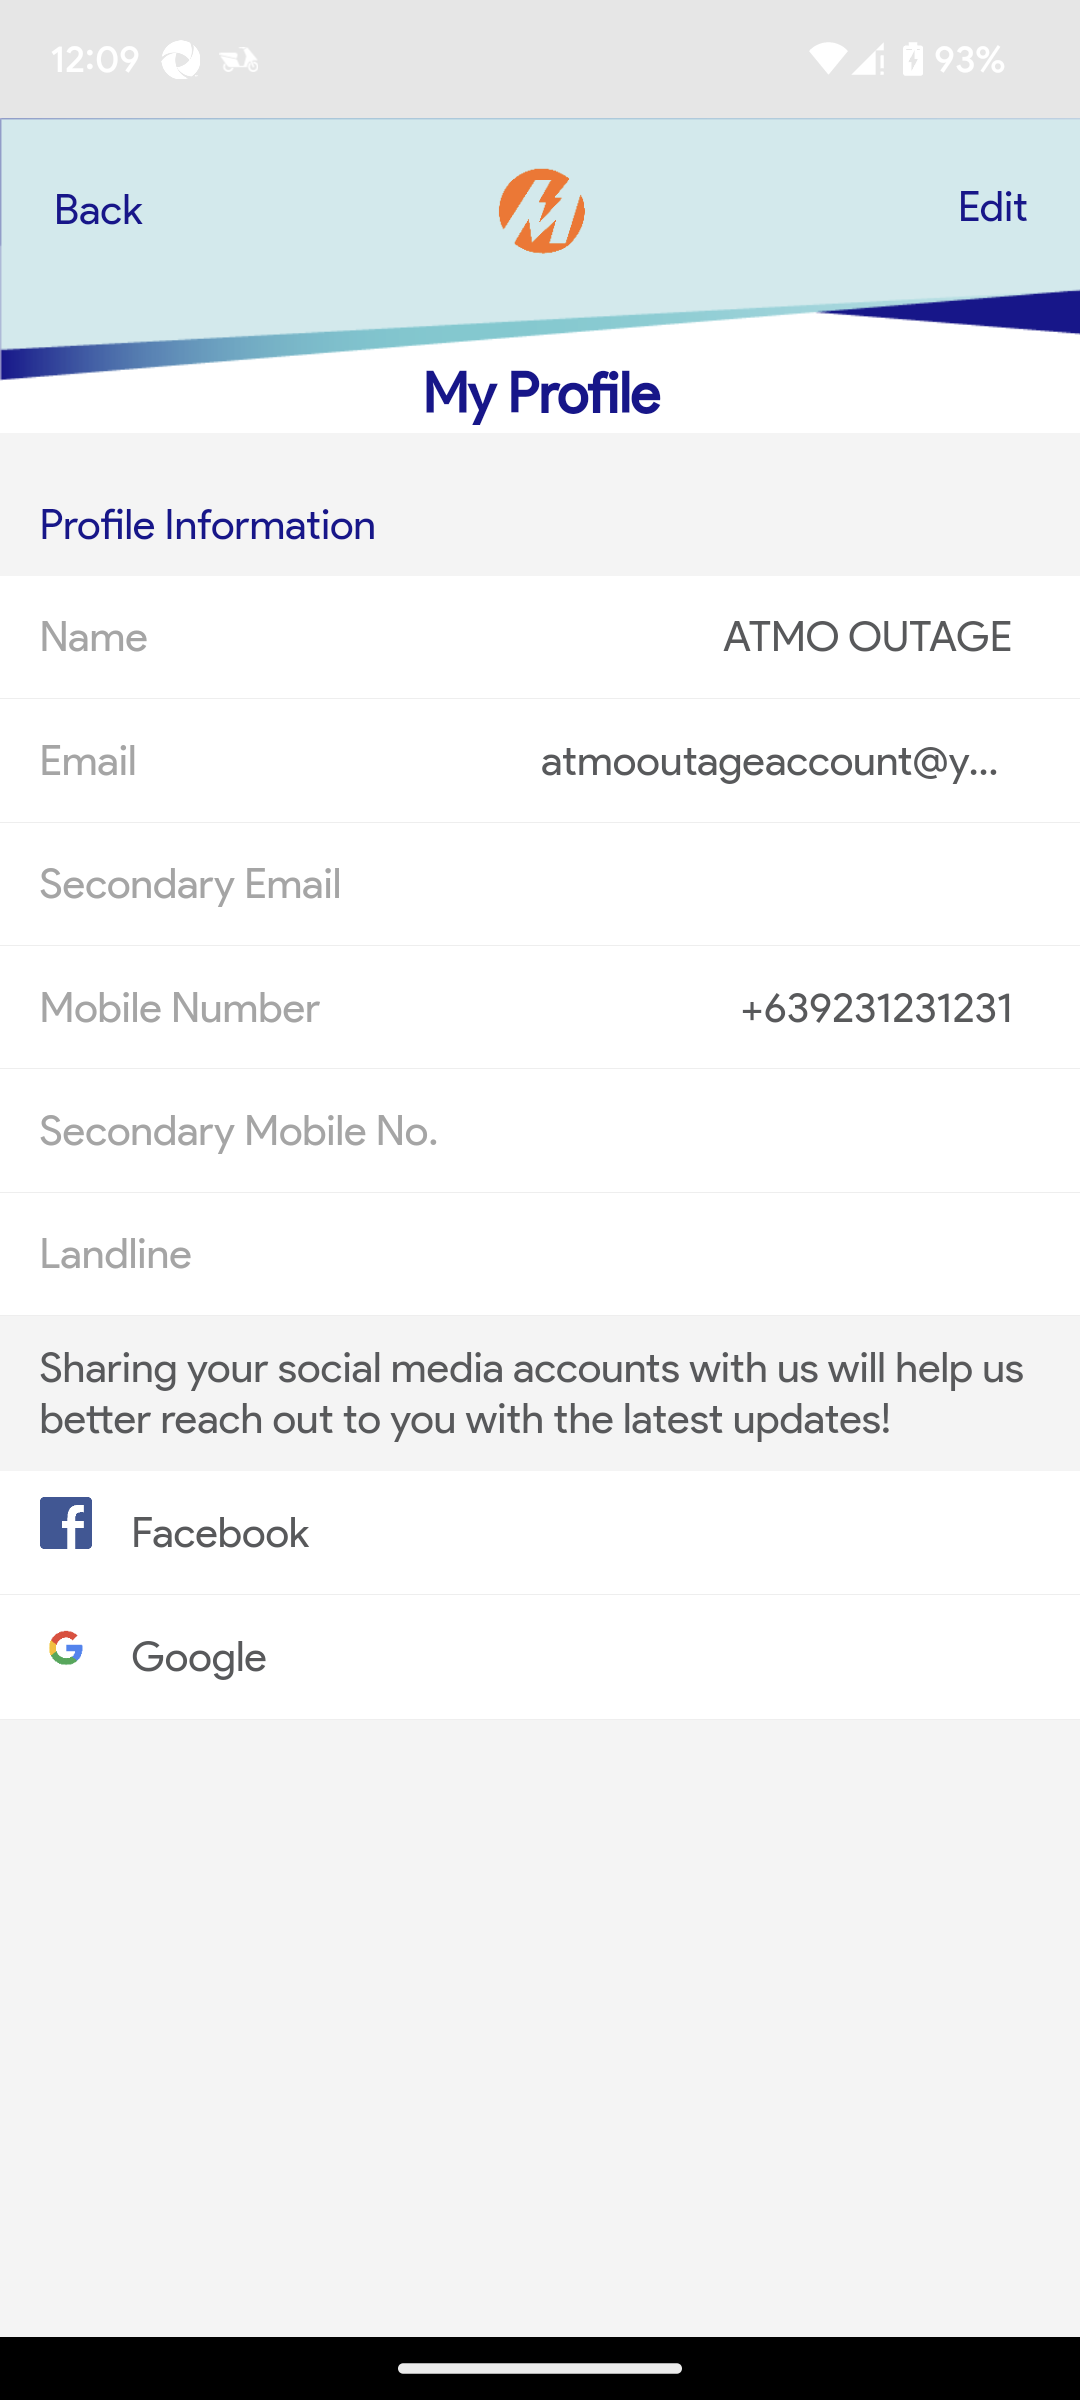 12:09
93%
Back
Edit
My Profile
Profile Information
Name
ATMO OUTAGE
Email
atmooutageaccount@y...
Secondary Email
Mobile Number
+639231231231
Secondary Mobile No.
Landline
Sharing your social media accounts with us will help us
better reach out to you with the latest updates!
Facebook
Google